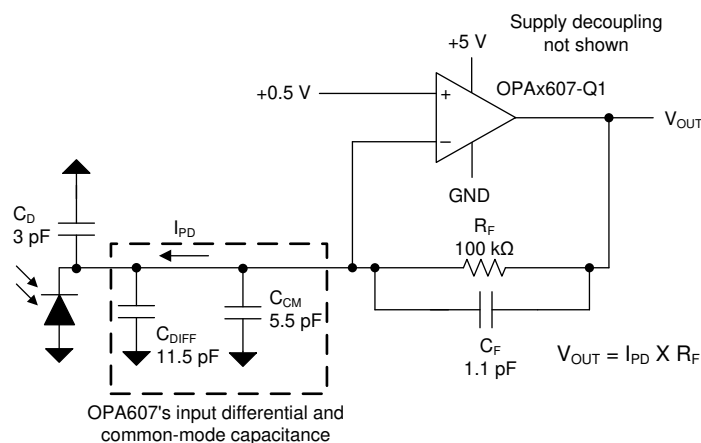 Supply decoupling
not shown
+5 V
OPAx607-Q1
+0.5 V
+
−
V_OUT
GND
C_D
3 pF
I_PD
R_F
100 kΩ
C_CM
5.5 pF
C_DIFF
11.5 pF
C_F
1.1 pF
V_OUT = I_PD X R_F
OPA607's input differential and
common-mode capacitance